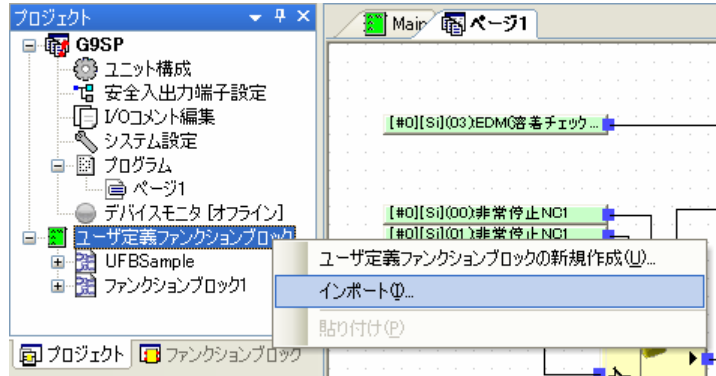 プロジェクト
G9SP
ユニット構成
安全入出力端子設定
I/Oコメント編集
システム設定
プログラム
ページ1
デバイスモニタ [オフライン]
ユーザ定義ファンクションブロック
UFBSample
ファンクションブロック1
プロジェクト
ファンクションブロック
Main
ページ1
[#0][Si](03)EDM(溶着チェック...
[#0][Si](00)非常停止NC1
[#0][Si](01)非常停止NC1
ユーザ定義ファンクションブロックの新規作成(U)...
インポート(I)...
貼り付け(P)